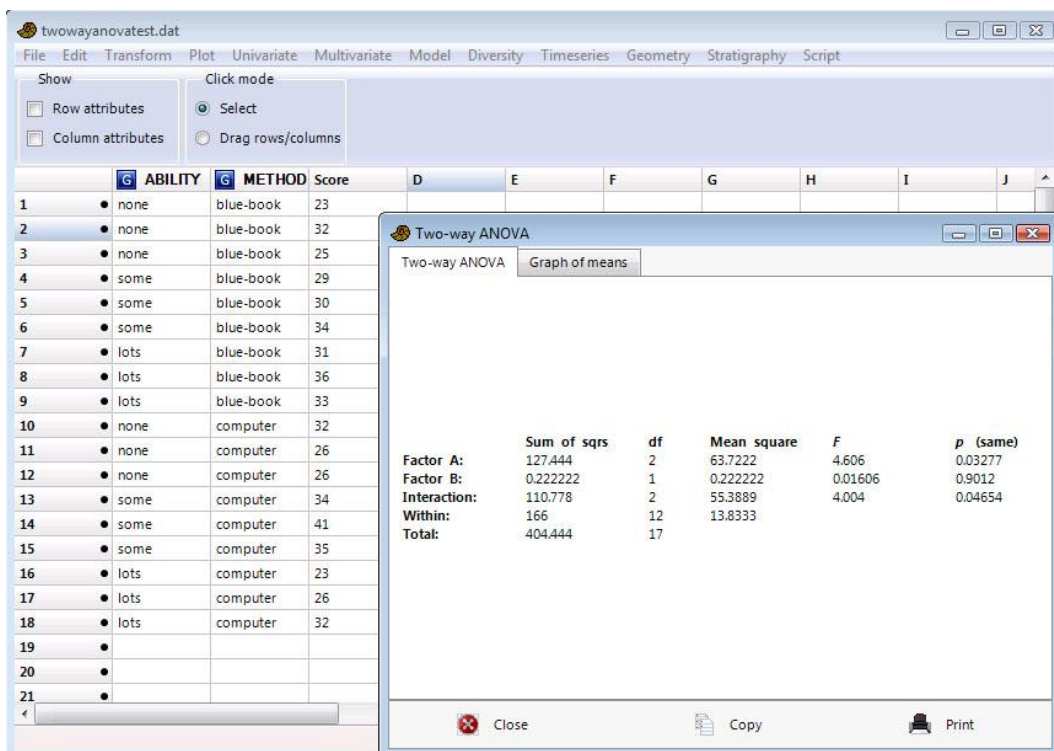 twowayanovatest.dat
File Edit Transform Plot Univariate Multivariate Model Diversity Timeseries Geometry Stratigraphy Script
Show Click mode
Row attributes Select
Column attributes Drag rows/columns
G ABILITY G METHOD Score D E F G H I J
1 none blue-book 23
2 none blue-book 32
3 none blue-book 25
4 some blue-book 29
5 some blue-book 30
6 some blue-book 34
7 lots blue-book 31
8 lots blue-book 36
9 lots blue-book 33
10 none computer 32
11 none computer 26
12 none computer 26
13 some computer 34
14 some computer 41
15 some computer 35
16 lots computer 23
17 lots computer 26
18 lots computer 32
19
20
21
Two-way ANOVA
Two-way ANOVA Graph of means
Sum of sqrs df Mean square F p (same)
Factor A: 127.444 2 63.7222 4.606 0.03277
Factor B: 0.222222 1 0.222222 0.01606 0.9012
Interaction: 110.778 2 55.3889 4.004 0.04654
Within: 166 12 13.8333
Total: 404.444 17
Close Copy Print